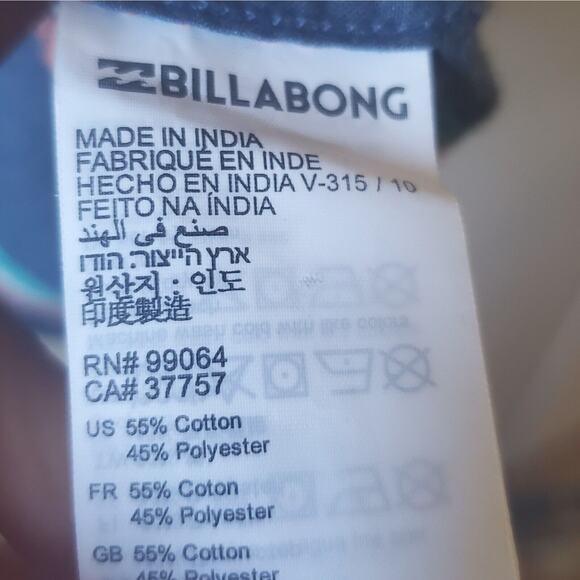 BILLABONG
MADE IN INDIA
FABRIQUÉ EN INDE
HECHO EN INDIA V-315 / 10
FEITO NA ÍNDIA
صنع في الهند
ארץ הייצור: הודו
원산지 : 인도
印度製造
RN# 99064
CA# 37757
US 55% Cotton
45% Polyester
FR 55% Coton
45% Polyester
GB 55% Cotton
45% Polyester